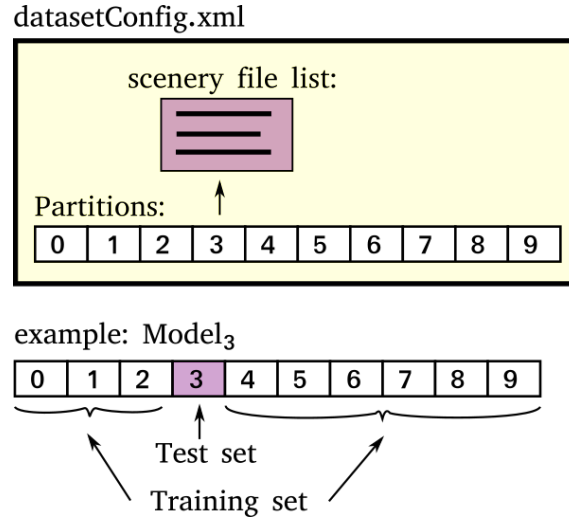 datasetConfig.xml
scenery file list:
Partitions:
0 1 2 3 4 5 6 7 8 9
example: Model₃
0 1 2 3 4 5 6 7 8 9
Test set
Training set